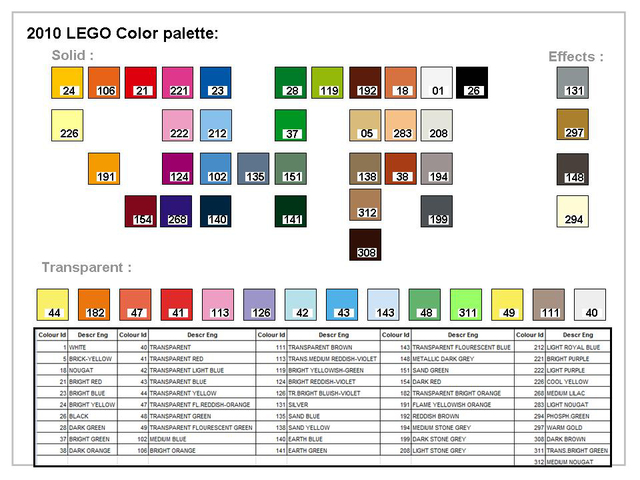 2010 LEGO Color palette:
Solid :
Effects :
24 106 21 221 23 28 119 192 18 01 26 131
226 222 212 37 05 283 208 297
191 124 102 135 151 138 38 194 148
154 268 140 141 312 199 294
308
Transparent :
44 182 47 41 113 126 42 43 143 48 311 49 111 40
Colour Id Descr Eng Colour Id Descr Eng Colour Id Descr Eng Colour Id Descr Eng Colour Id Descr Eng
1 WHITE 40 TRANSPARENT 111 TRANSPARENT BROWN 143 TRANSPARENT FLOURESCENT BLUE 212 LIGHT ROYAL BLUE
5 BRICK-YELLOW 41 TRANSPARENT RED 113 TRANS.MEDIUM REDDISH-VIOLET 148 METALLIC DARK GREY 221 BRIGHT PURPLE
18 NOUGAT 42 TRANSPARENT LIGHT BLUE 119 BRIGHT YELLOWISH-GREEN 151 SAND GREEN 222 LIGHT PURPLE
21 BRIGHT RED 43 TRANSPARENT BLUE 124 BRIGHT REDDISH-VIOLET 154 DARK RED 226 COOL YELLOW
23 BRIGHT BLUE 44 TRANSPARENT YELLOW 126 TR.BRIGHT BLUISH-VIOLET 182 TRANSPARENT BRIGHT ORANGE 268 MEDIUM LILAC
24 BRIGHT YELLOW 47 TRANSPARENT FL.REDDISH-ORANGE 131 SILVER 191 FLAME YELLOWISH ORANGE 283 LIGHT NOUGAT
26 BLACK 48 TRANSPARENT GREEN 135 SAND BLUE 192 REDDISH BROWN 294 PHOSPH.GREEN
28 DARK GREEN 49 TRANSPARENT FLOURESCENT GREEN 138 SAND YELLOW 194 MEDIUM STONE GREY 297 WARM GOLD
37 BRIGHT GREEN 102 MEDIUM BLUE 140 EARTH BLUE 199 DARK STONE GREY 308 DARK BROWN
38 DARK ORANGE 106 BRIGHT ORANGE 141 EARTH GREEN 208 LIGHT STONE GREY 311 TRANS.BRIGHT GREEN
312 MEDIUM NOUGAT